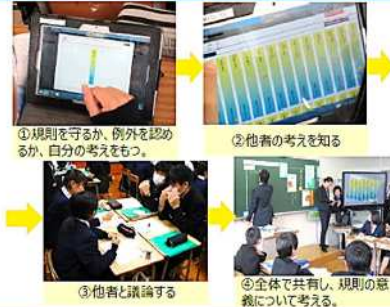 ①規則を守るか、例外を認め
るか、自分の考えをもつ。
②他者の考えを知る
③他者と議論する
④全体で共有し、規則の意
義について考える。